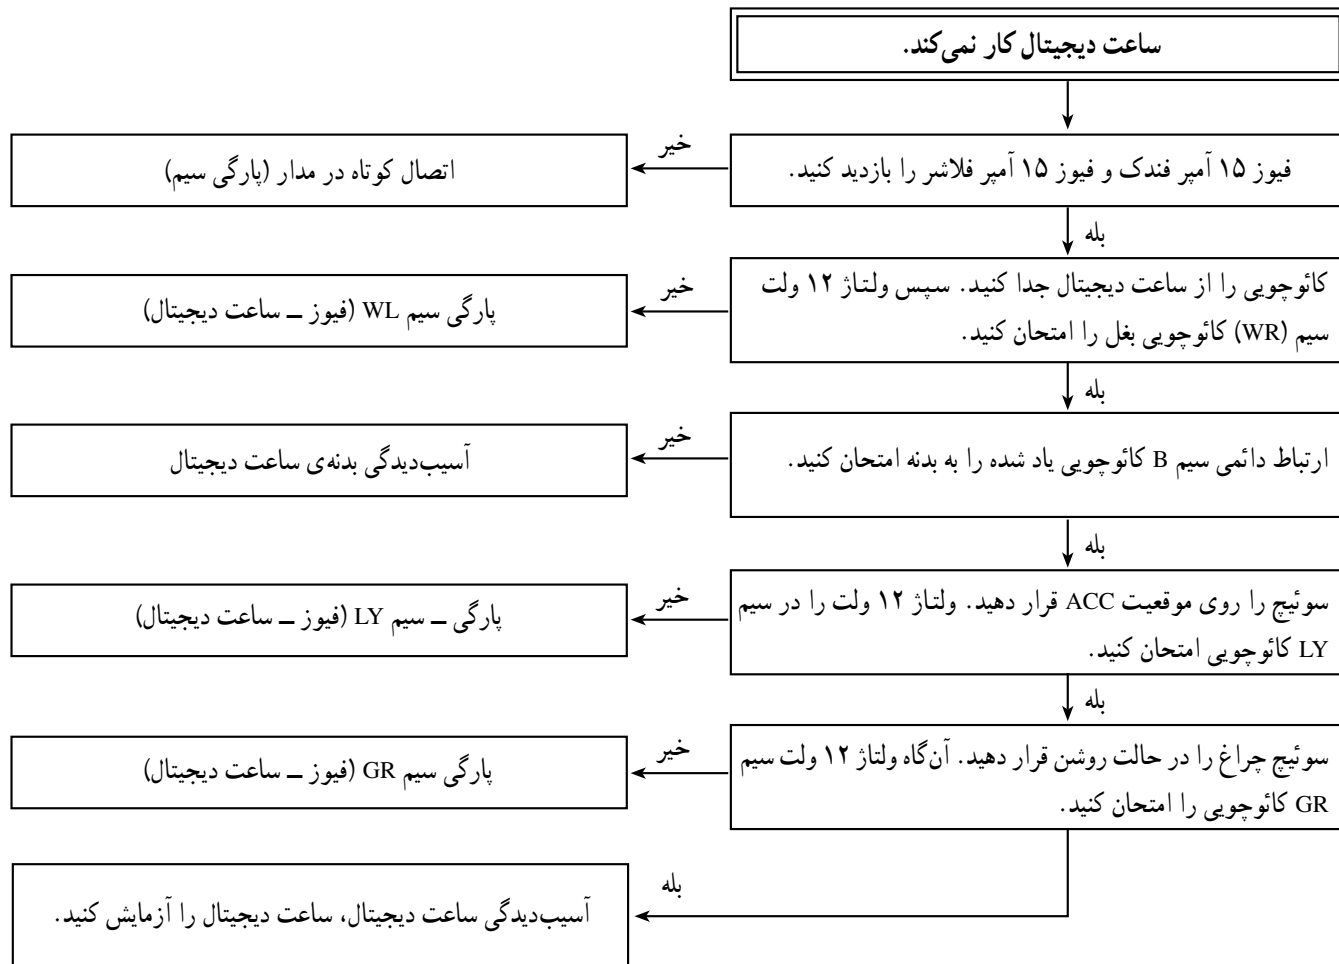 ساعت دیجیتال کار نمی‌کند.
فیوز ۱۵ آمپر فندک و فیوز ۱۵ آمپر فلاشر را بازدید کنید.
خیر
اتصال کوتاه در مدار (پارگی سیم)
بله
کائوچویی را از ساعت دیجیتال جدا کنید. سپس ولتاژ ۱۲ ولت
سیم (WR) کائوچویی بغل را امتحان کنید.
خیر
پارگی سیم WL (فیوز ــ ساعت دیجیتال)
بله
ارتباط دائمی سیم B کائوچویی یاد شده را به بدنه امتحان کنید.
خیر
آسیب‌دیدگی بدنه‌ی ساعت دیجیتال
بله
سوئیچ را روی موقعیت ACC قرار دهید. ولتاژ ۱۲ ولت را در سیم
LY کائوچویی امتحان کنید.
خیر
پارگی ــ سیم LY (فیوز ــ ساعت دیجیتال)
بله
سوئیچ چراغ را در حالت روشن قرار دهید. آن‌گاه ولتاژ ۱۲ ولت سیم
GR کائوچویی را امتحان کنید.
خیر
پارگی سیم GR (فیوز ــ ساعت دیجیتال)
بله
آسیب‌دیدگی ساعت دیجیتال، ساعت دیجیتال را آزمایش کنید.